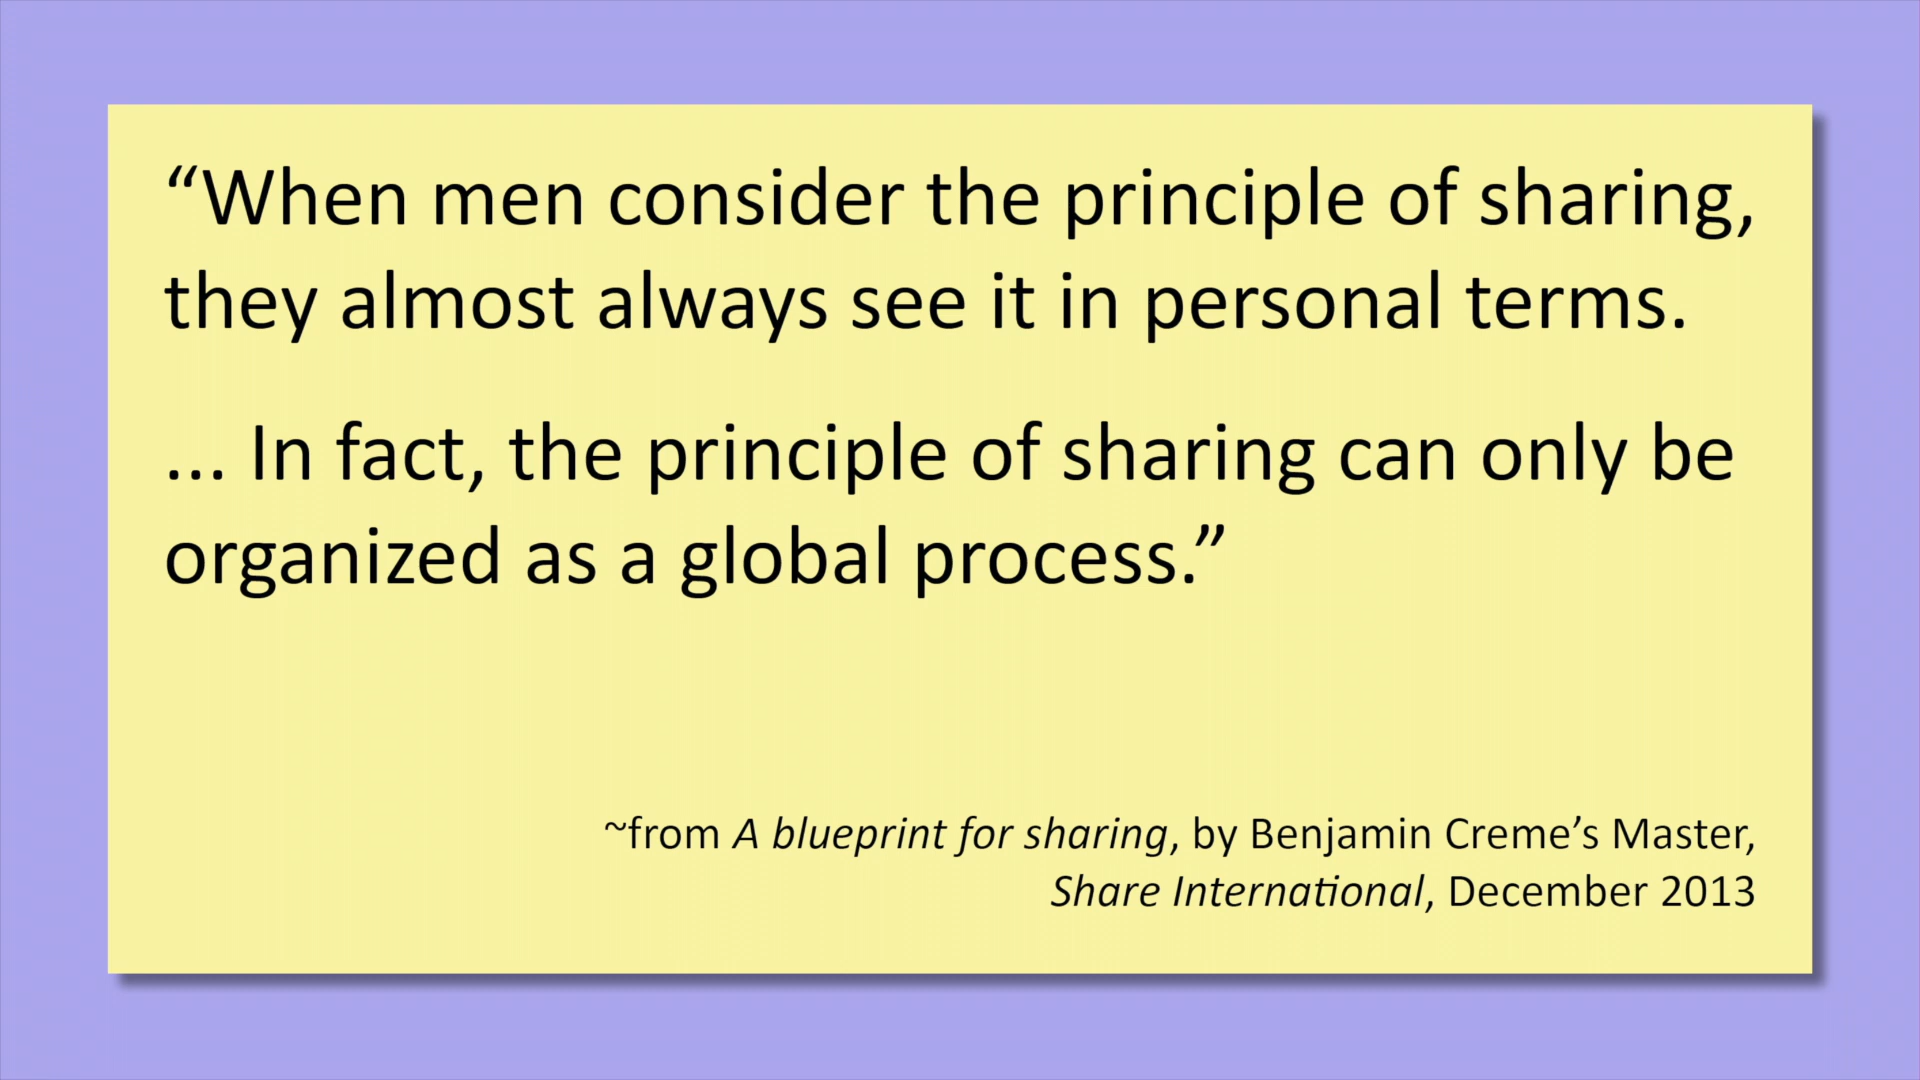 “When men consider the principle of sharing,
they almost always see it in personal terms.
... In fact, the principle of sharing can only be
organized as a global process.”
~from A blueprint for sharing, by Benjamin Creme’s Master,
Share International, December 2013